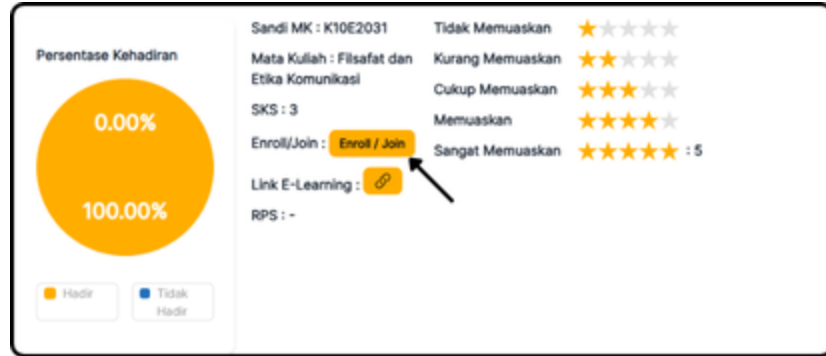 Persentase Kehadiran
0.00%
100.00%
Hadir
Tidak
Hadir
Sandi MK : K10E2031
Mata Kuliah : Filsafat dan
Etika Komunikasi
SKS : 3
Enroll/Join : Enroll / Join
Link E-Learning :
RPS : -
Tidak Memuaskan
Kurang Memuaskan
Cukup Memuaskan
Memuaskan
Sangat Memuaskan : 5